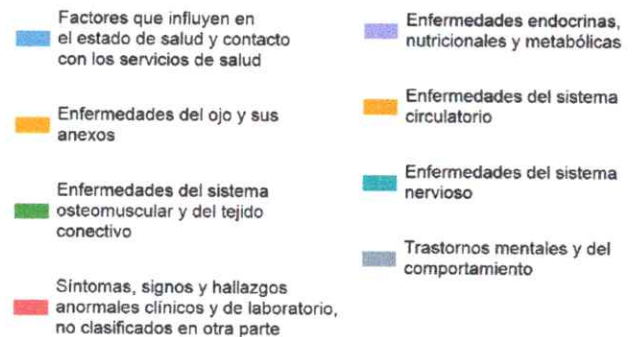 Factores que influyen en
el estado de salud y contacto
con los servicios de salud
Enfermedades del ojo y sus
anexos
Enfermedades del sistema
osteomuscular y del tejido
conectivo
Síntomas, signos y hallazgos
anormales clínicos y de laboratorio,
no clasificados en otra parte
Enfermedades endocrinas,
nutricionales y metabólicas
Enfermedades del sistema
circulatorio
Enfermedades del sistema
nervioso
Trastornos mentales y del
comportamiento